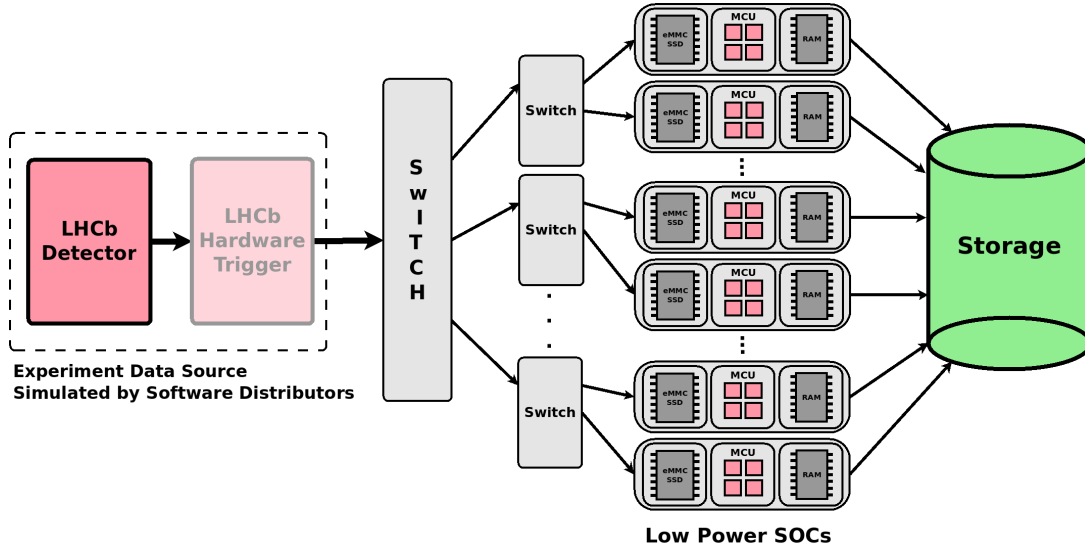 LHCb
Detector
LHCb
Hardware
Trigger
Experiment Data Source
Simulated by Software Distributors
S
w
I
T
C
H
Switch
Switch
Switch
eMMC
SSD
MCU
RAM
eMMC
SSD
MCU
RAM
eMMC
SSD
MCU
RAM
eMMC
SSD
MCU
RAM
eMMC
SSD
MCU
RAM
eMMC
SSD
MCU
RAM
Low Power SOCs
Storage